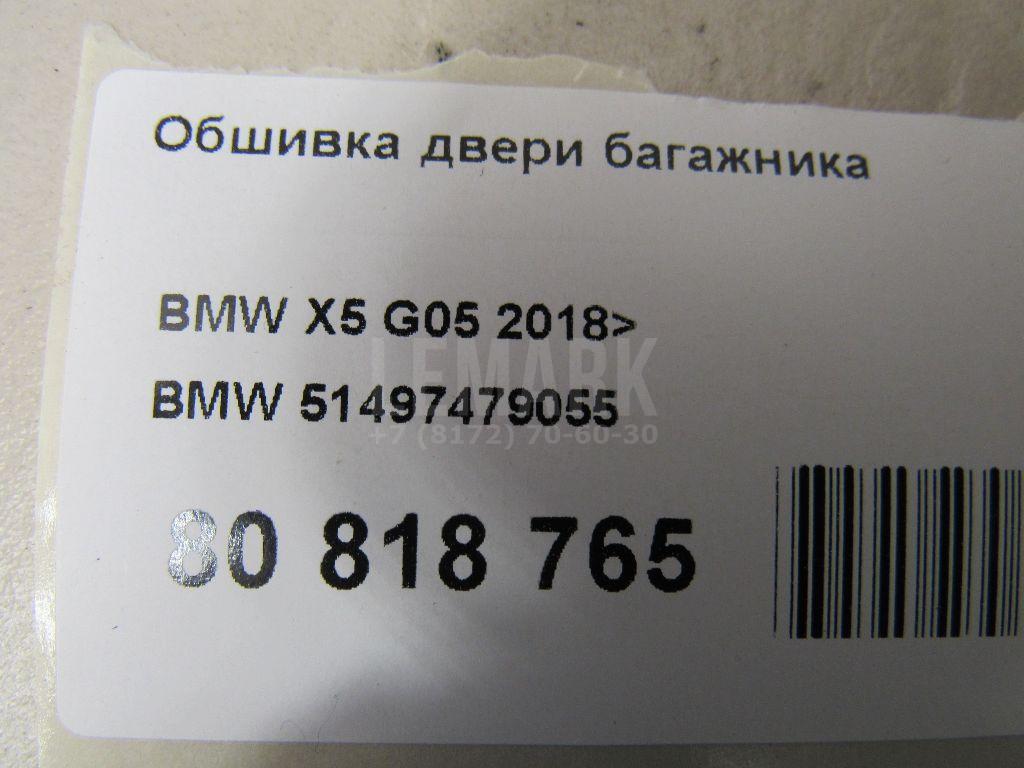 Обшивка двери багажника
BMW X5 G05 2018>
LEMARK
BMW 51497479055
+7 (8172) 70-60-30
80 818 765